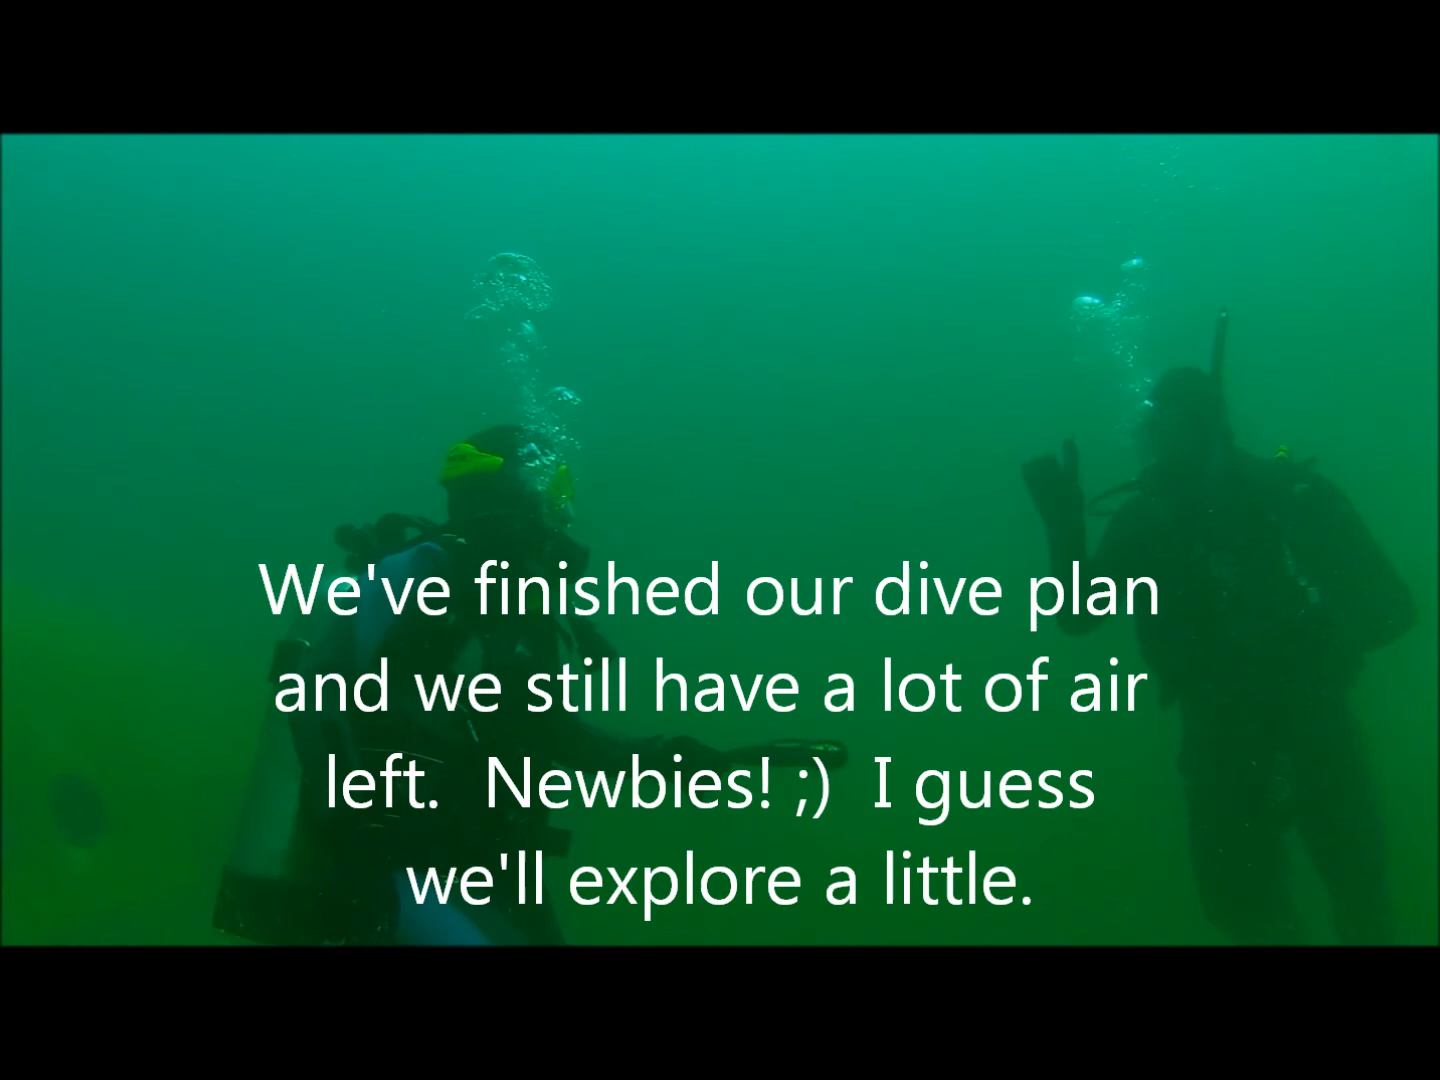 We've finished our dive plan
and we still have a lot of air
left.  Newbies! ;)  I guess
we'll explore a little.